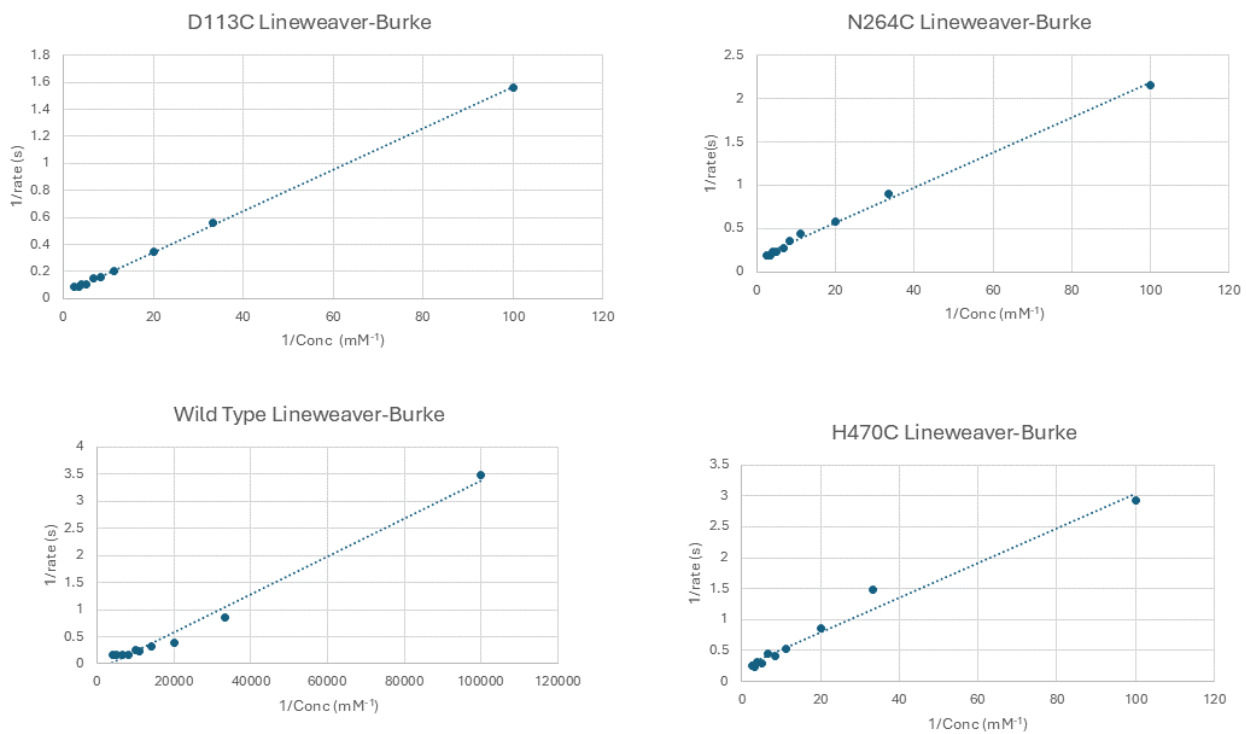 D113C Lineweaver-Burke
1.8
1.6
1.4
1.2
1
0.8
0.6
0.4
0.2
0
1/rate (s)
0 20 40 60 80 100 120
1/Conc (mM⁻¹)
N264C Lineweaver-Burke
2.5
2
1.5
1
0.5
0
1/rate(s)
0 20 40 60 80 100 120
1/Conc (mM⁻¹)
Wild Type Lineweaver-Burke
4
3.5
3
2.5
2
1.5
1
0.5
0
1/rate (s)
0 20000 40000 60000 80000 100000 120000
1/Conc (mM⁻¹)
H470C Lineweaver-Burke
3.5
3
2.5
2
1.5
1
0.5
0
1/rate (s)
0 20 40 60 80 100 120
1/Conc (mM⁻¹)